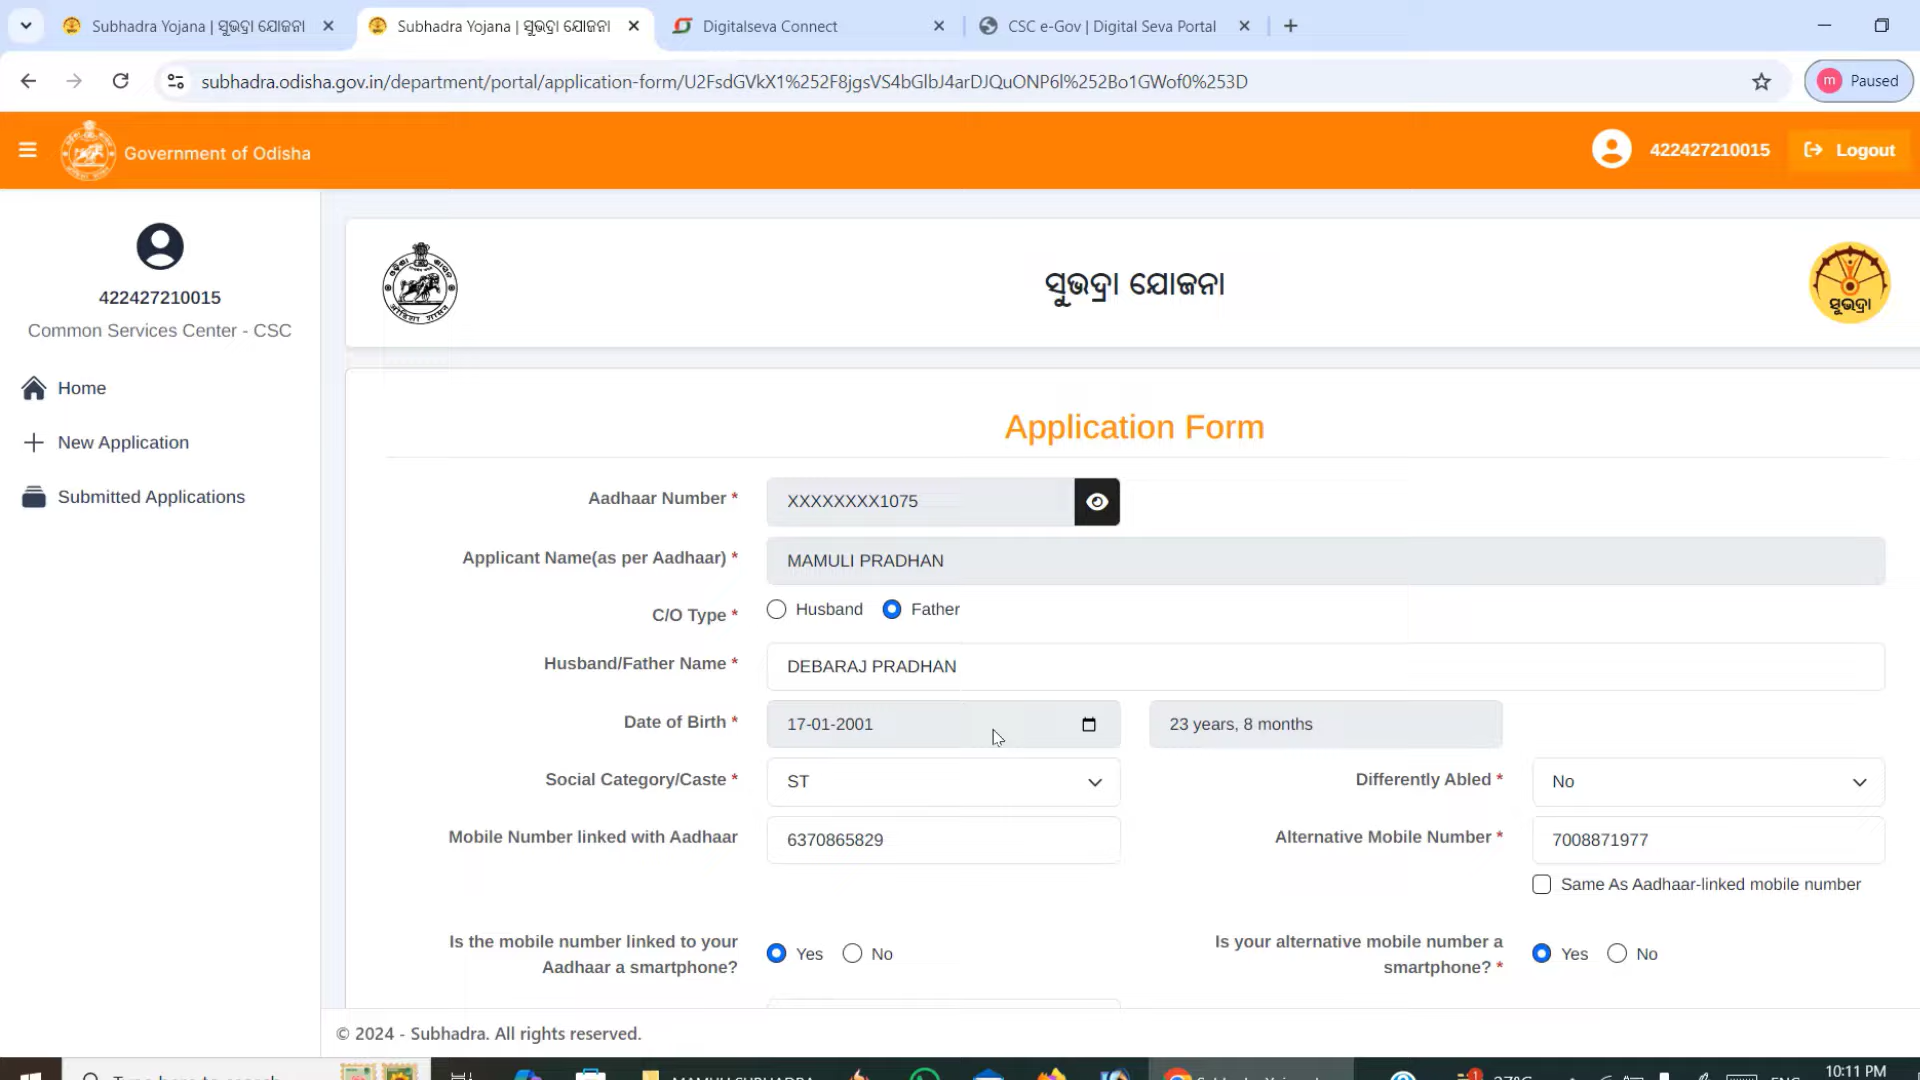 Subhadra Yojana | ସୁଭଦ୍ରା ଯୋଜନା
Subhadra Yojana | ସୁଭଦ୍ରା ଯୋଜନା
Digitalseva Connect
CSC e-Gov | Digital Seva Portal
subhadra.odisha.gov.in/department/portal/application-form/U2FsdGVkX1%252F8jgsVS4bGlbJ4arDJQuONP6l%252Bo1GWof0%253D
m Paused
Government of Odisha
422427210015
Logout
422427210015
Common Services Center - CSC
Home
New Application
Submitted Applications
ସୁଭଦ୍ରା ଯୋଜନା
ସୁଭଦ୍ରା
Application Form
Aadhaar Number * XXXXXXXX1075
Applicant Name(as per Aadhaar) * MAMULI PRADHAN
C/O Type * Husband Father
Husband/Father Name * DEBARAJ PRADHAN
Date of Birth * 17-01-2001 23 years, 8 months
Social Category/Caste * ST Differently Abled * No
Mobile Number linked with Aadhaar 6370865829 Alternative Mobile Number * 7008871977
Same As Aadhaar-linked mobile number
Is the mobile number linked to your Aadhaar a smartphone? Yes No
Is your alternative mobile number a smartphone? * Yes No
© 2024 - Subhadra. All rights reserved.
10:11 PM